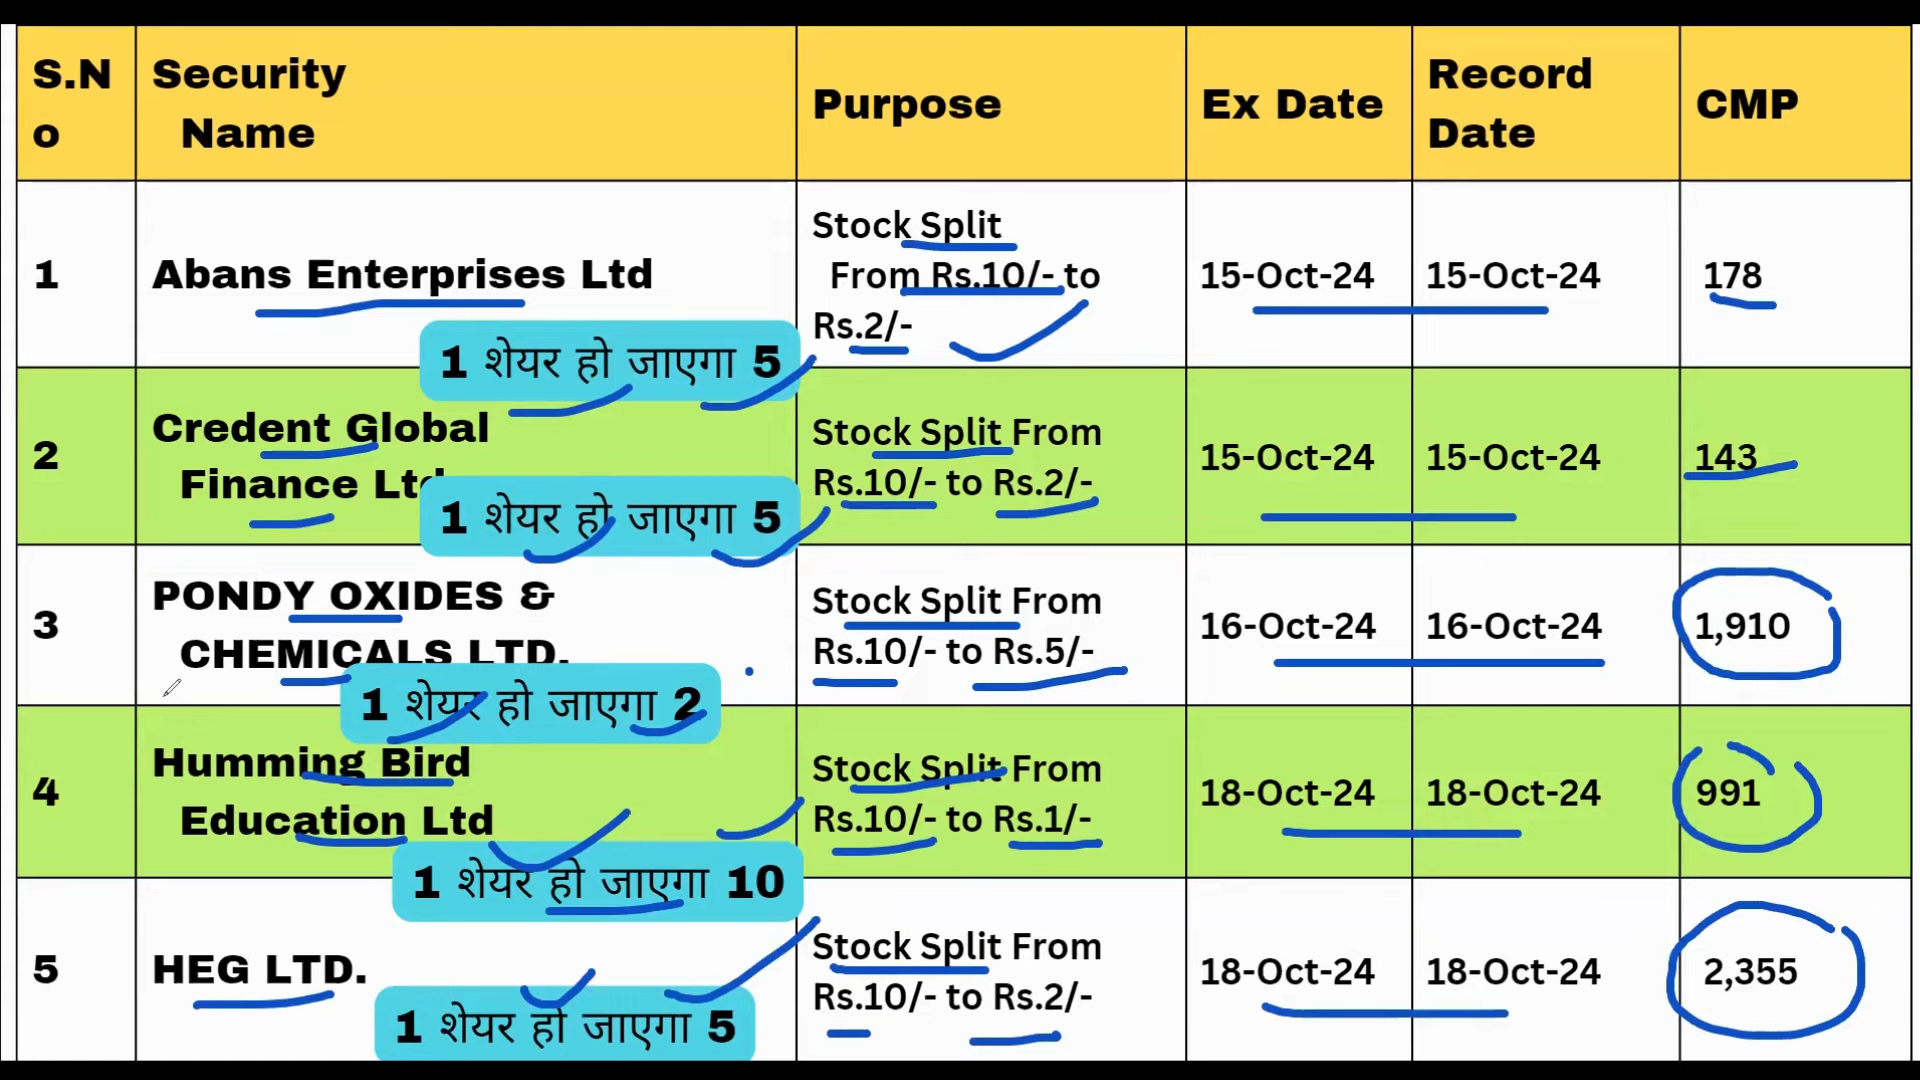 S.N
o
Security
Name
Purpose
Ex Date
Record
Date
CMP
1
Abans Enterprises Ltd
Stock Split
From Rs.10/- to
Rs.2/-
15-Oct-24
15-Oct-24
178
1 शेयर हो जाएगा 5
2
Credent Global
Finance Ltd
Stock Split From
Rs.10/- to Rs.2/-
15-Oct-24
15-Oct-24
143
1 शेयर हो जाएगा 5
3
PONDY OXIDES &
CHEMICALS LTD.
Stock Split From
Rs.10/- to Rs.5/-
16-Oct-24
16-Oct-24
1,910
1 शेयर हो जाएगा 2
4
Humming Bird
Education Ltd
Stock Split From
Rs.10/- to Rs.1/-
18-Oct-24
18-Oct-24
991
1 शेयर हो जाएगा 10
5
HEG LTD.
Stock Split From
Rs.10/- to Rs.2/-
18-Oct-24
18-Oct-24
2,355
1 शेयर हो जाएगा 5